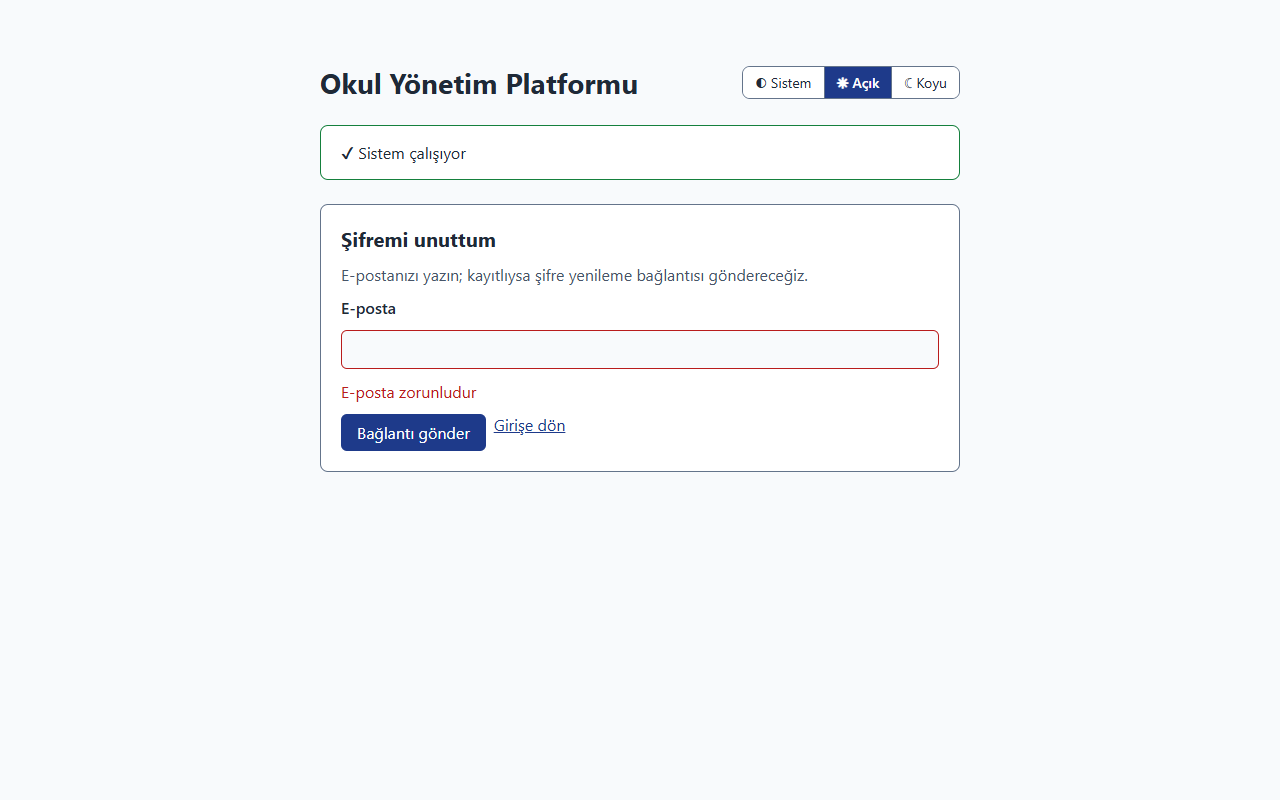 Okul Yönetim Platformu
◐ Sistem
❋ Açık
☾ Koyu
✓ Sistem çalışıyor
Şifremi unuttum
E-postanızı yazın; kayıtlıysa şifre yenileme bağlantısı göndereceğiz.
E-posta
E-posta zorunludur
Bağlantı gönder
Girişe dön